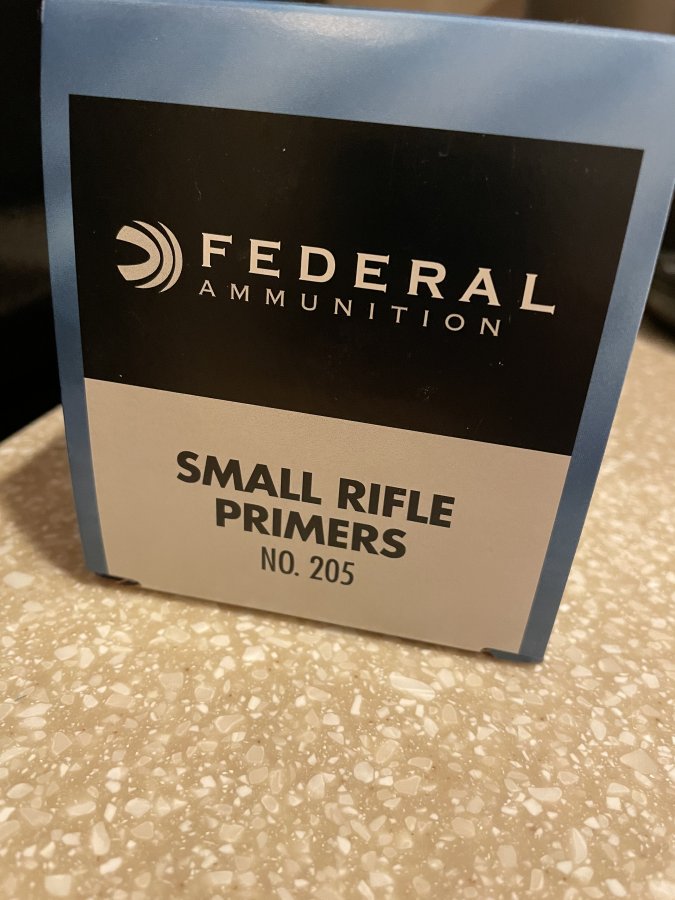 FEDERAL
AMMUNITION
SMALL RIFLE
PRIMERS
NO. 205